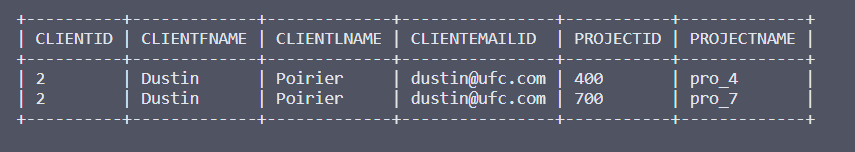 +----------+-------------+-------------+----------------+-----------+-------------+
| CLIENTID | CLIENTFNAME | CLIENTLNAME | CLIENTEMAILID  | PROJECTID | PROJECTNAME |
+----------+-------------+-------------+----------------+-----------+-------------+
| 2        | Dustin      | Poirier     | dustin@ufc.com | 400       | pro_4       |
| 2        | Dustin      | Poirier     | dustin@ufc.com | 700       | pro_7       |
+----------+-------------+-------------+----------------+-----------+-------------+